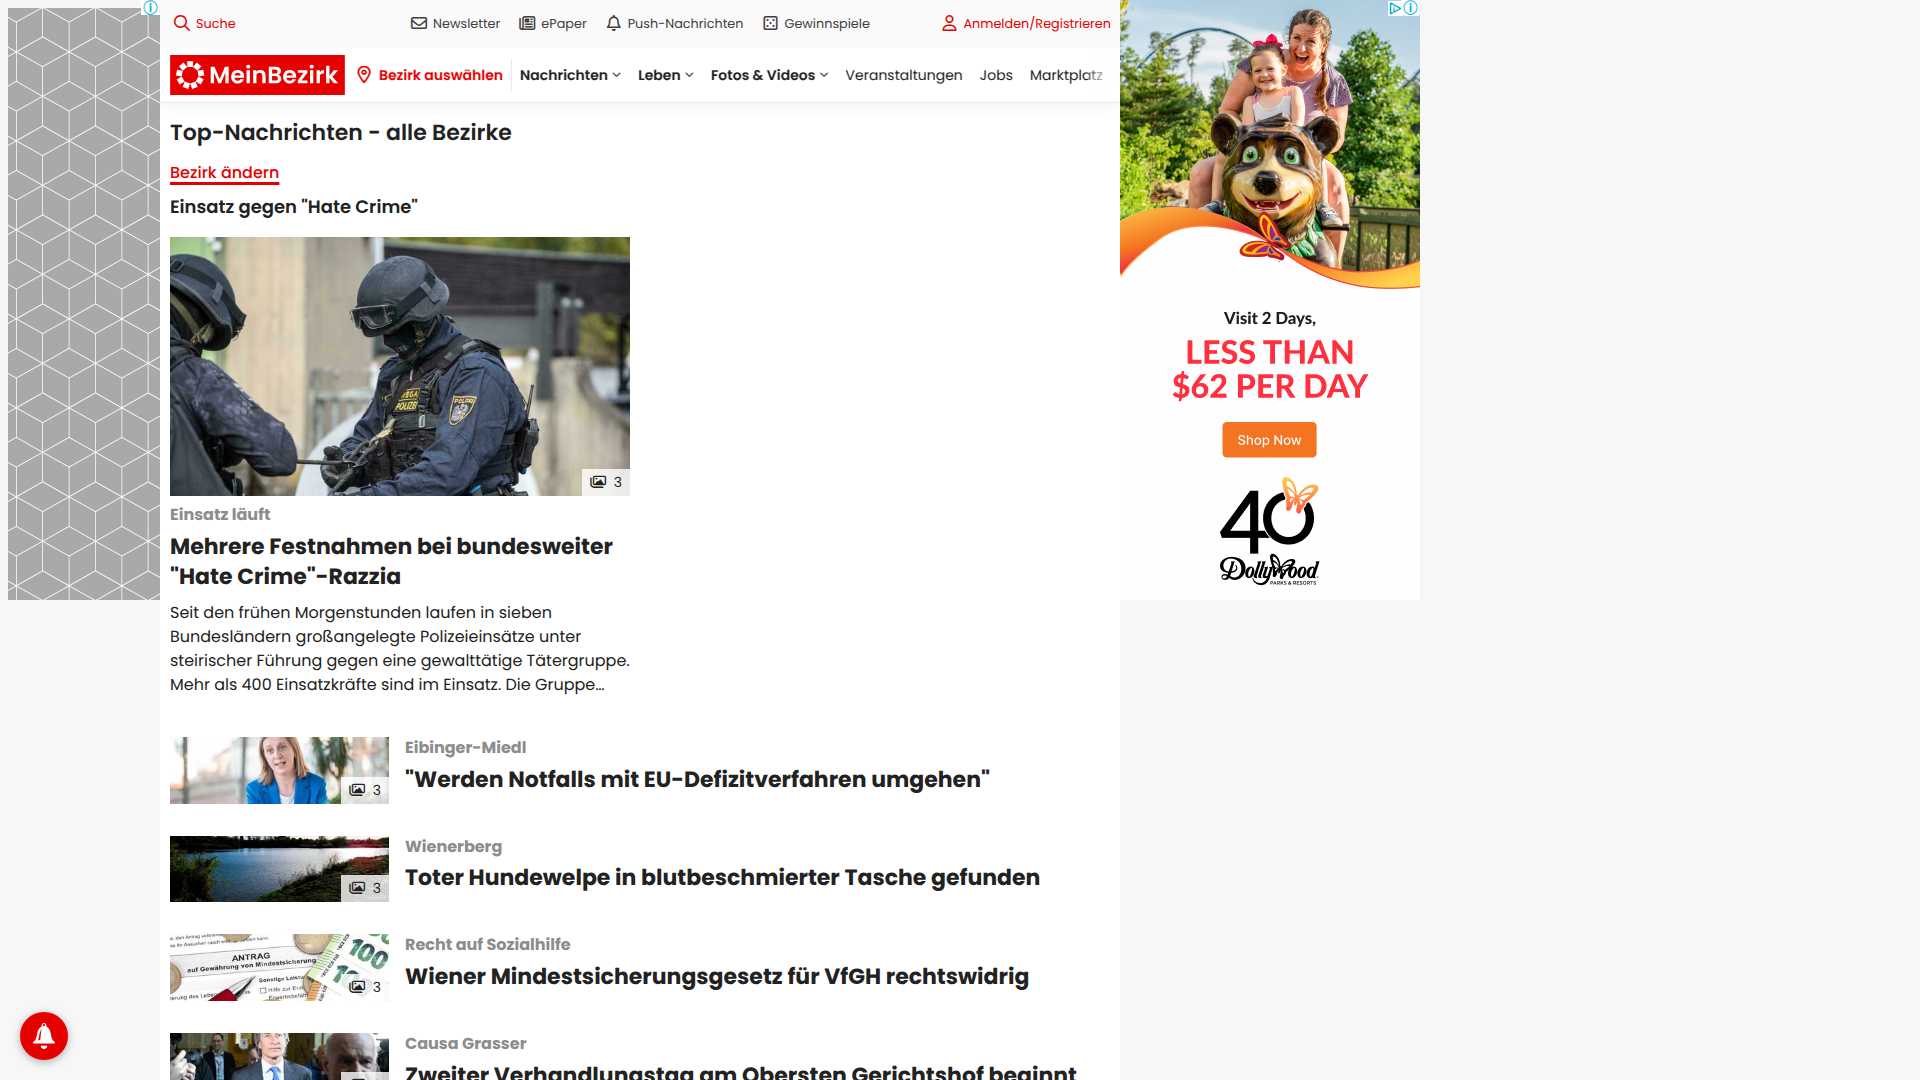 Suche
Newsletter
ePaper
Push-Nachrichten
Gewinnspiele
Anmelden/Registrieren
MeinBezirk
Bezirk auswählen
Nachrichten
Leben
Fotos & Videos
Veranstaltungen
Jobs
Marktplatz
Top-Nachrichten - alle Bezirke
Bezirk ändern
Einsatz gegen "Hate Crime"
POLIZEI
3
Einsatz läuft
Mehrere Festnahmen bei bundesweiter
"Hate Crime"-Razzia
Seit den frühen Morgenstunden laufen in sieben
Bundesländern großangelegte Polizeieinsätze unter
steirischer Führung gegen eine gewalttätige Tätergruppe.
Mehr als 400 Einsatzkräfte sind im Einsatz. Die Gruppe...
3
Eibinger-Miedl
"Werden Notfalls mit EU-Defizitverfahren umgehen"
3
Wienerberg
Toter Hundewelpe in blutbeschmierter Tasche gefunden
ANTRAG
auf Gewährung von Mindestsicherung
100
3
Recht auf Sozialhilfe
Wiener Mindestsicherungsgesetz für VfGH rechtswidrig
Causa Grasser
Zweiter Verhandlungstag am Obersten Gerichtshof beginnt
Visit 2 Days,
LESS THAN
$62 PER DAY
Shop Now
40
Dollywood
PARKS & RESORTS